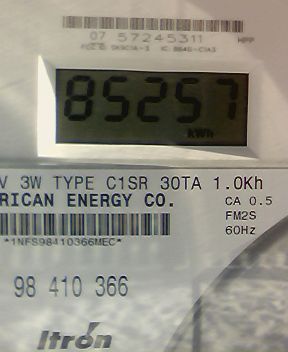 07 57245311
85257
kWh
V 3W TYPE C1SR 30TA 1.0Kh
RICAN ENERGY CO.
CA 0.5
FM2S
60Hz
*1NFS98410366MEC*
98 410 366
Itron